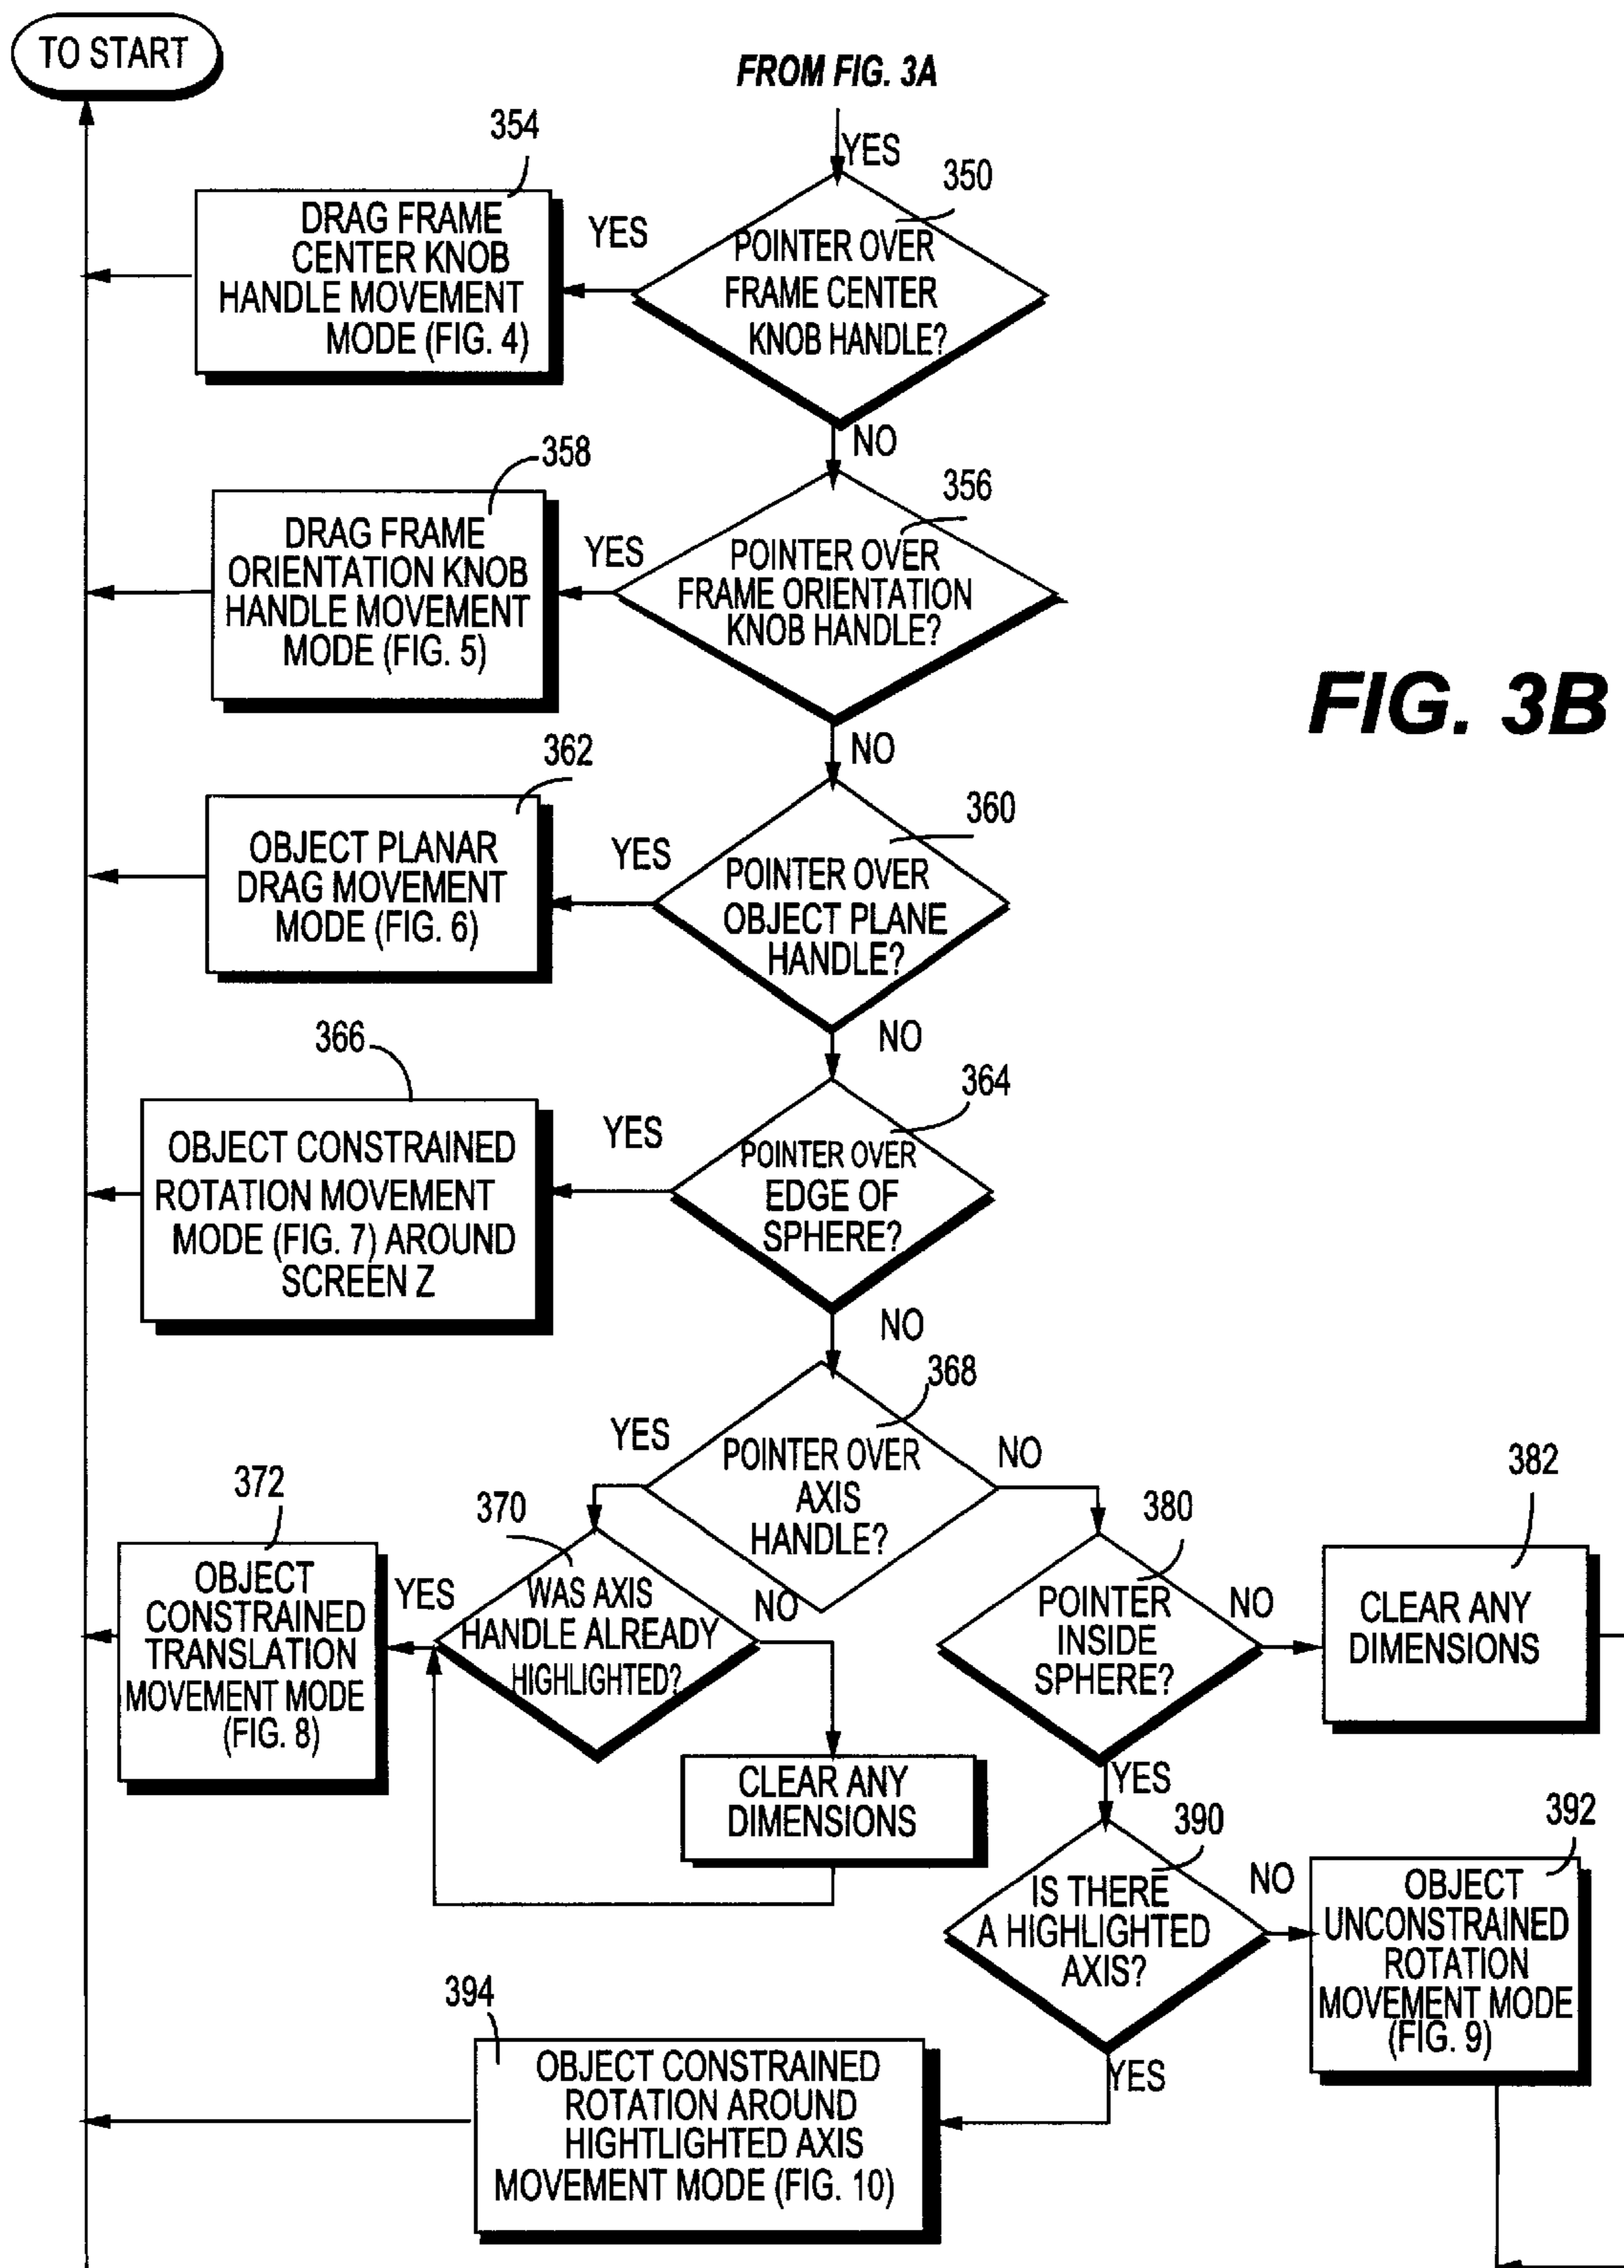 TO START
FROM FIG. 3A
YES
354
350
DRAG FRAME
CENTER KNOB
HANDLE MOVEMENT
MODE (FIG. 4)
YES
POINTER OVER
FRAME CENTER
KNOB HANDLE?
NO
358
356
DRAG FRAME
ORIENTATION KNOB
HANDLE MOVEMENT
MODE (FIG. 5)
YES
POINTER OVER
FRAME ORIENTATION
KNOB HANDLE?
FIG. 3B
NO
362
360
OBJECT PLANAR
DRAG MOVEMENT
MODE (FIG. 6)
YES
POINTER OVER
OBJECT PLANE
HANDLE?
NO
366
364
OBJECT CONSTRAINED
ROTATION MOVEMENT
MODE (FIG. 7) AROUND
SCREEN Z
YES
POINTER OVER
EDGE OF
SPHERE?
NO
368
YES
POINTER OVER
AXIS
HANDLE?
NO
372
370
380
382
OBJECT
CONSTRAINED
TRANSLATION
MOVEMENT MODE
(FIG. 8)
YES
WAS AXIS
HANDLE ALREADY
HIGHLIGHTED?
NO
POINTER
INSIDE
SPHERE?
NO
CLEAR ANY
DIMENSIONS
CLEAR ANY
DIMENSIONS
YES
390
392
IS THERE
A HIGHLIGHTED
AXIS?
NO
OBJECT
UNCONSTRAINED
ROTATION
MOVEMENT MODE
(FIG. 9)
394
YES
OBJECT CONSTRAINED
ROTATION AROUND
HIGHTLIGHTED AXIS
MOVEMENT MODE (FIG. 10)